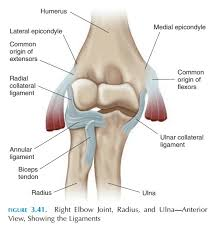 Humerus
Lateral epicondyle
Medial epicondyle
Common
origin of
extensors
Radial
collateral
ligament
Common
origin of
flexors
Annular
ligament
Ulnar collateral
ligament
Biceps
tendon
Radius
Ulna
FIGURE 3.41. Right Elbow Joint, Radius, and Ulna—Anterior
View, Showing the Ligaments